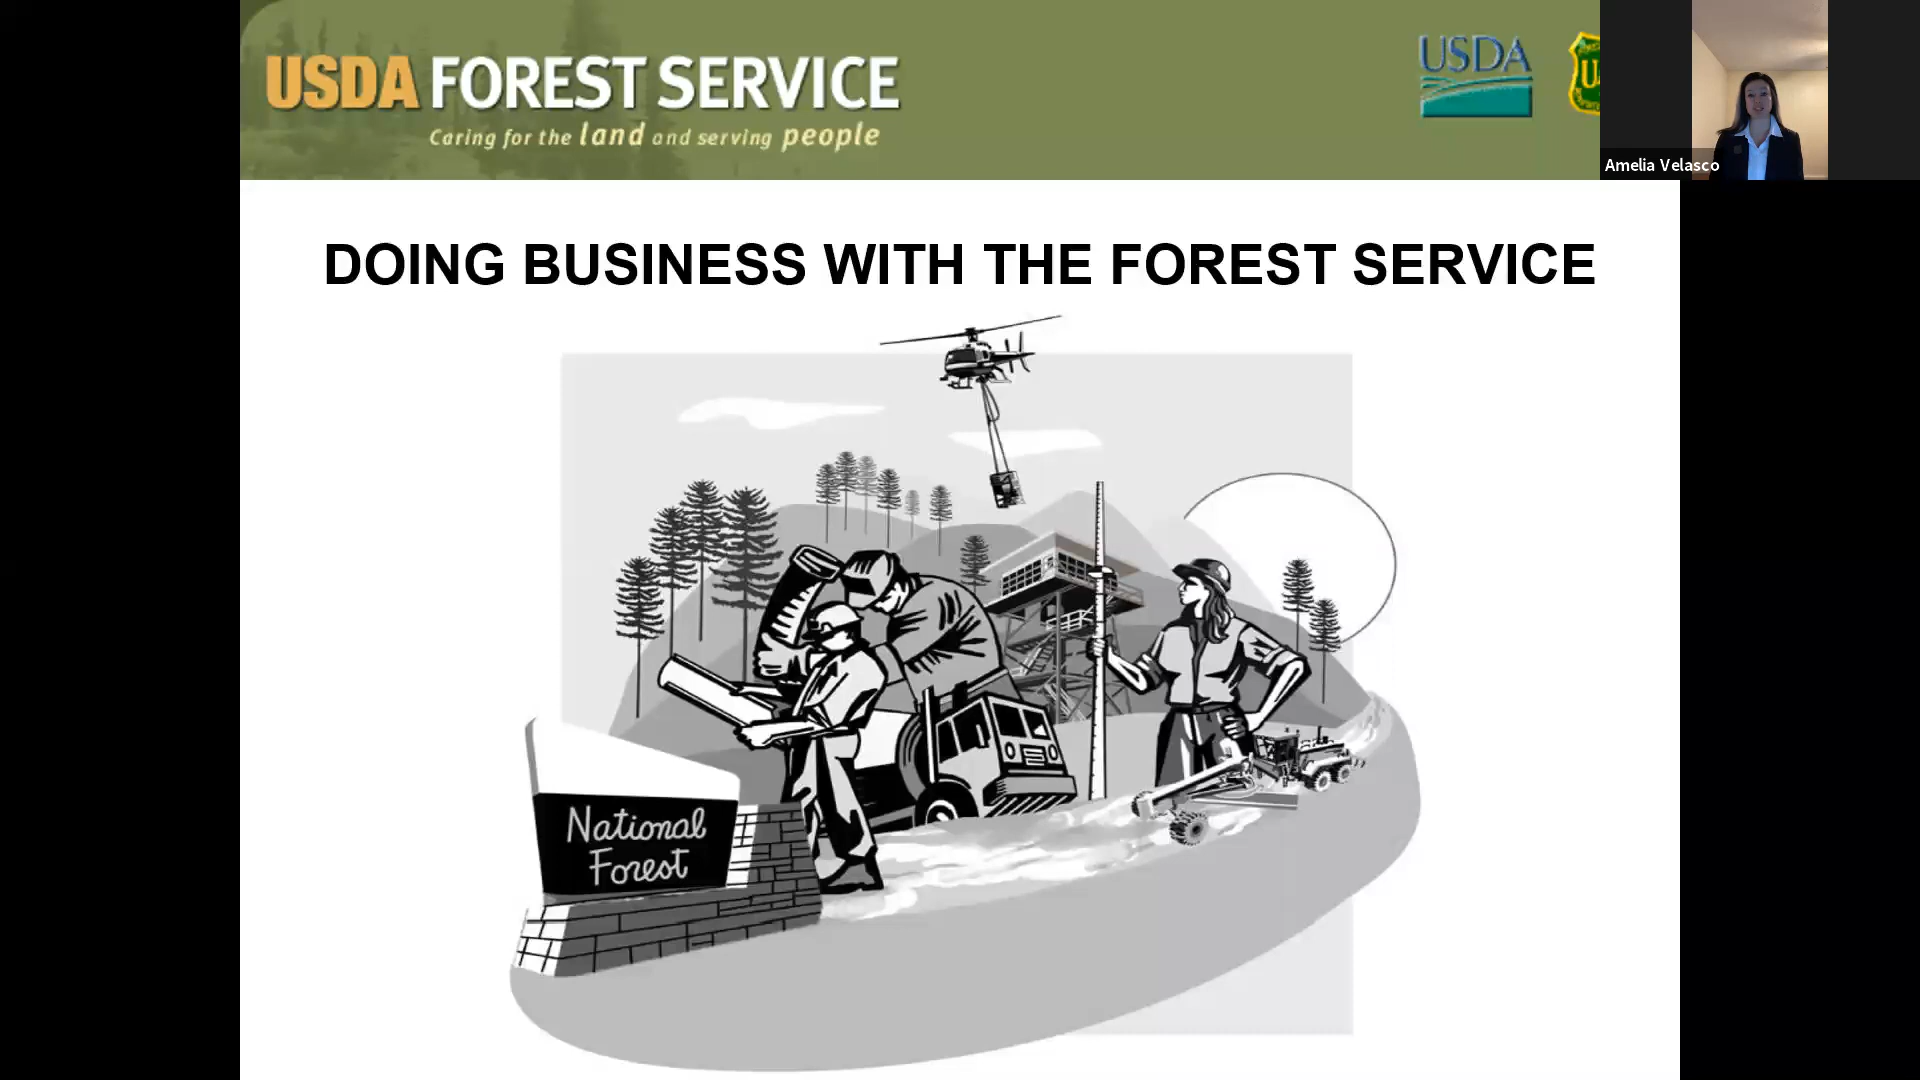 USDA FOREST SERVICE
Caring for the land and serving people
USDA
U
Amelia Velasco
DOING BUSINESS WITH THE FOREST SERVICE
National
Forest